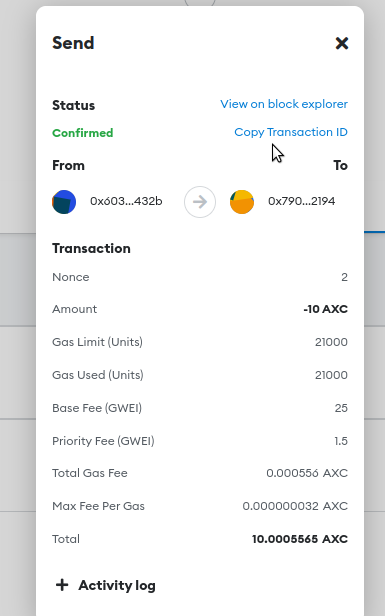 Send
Status View on block explorer
Confirmed Copy Transaction ID
From To
0x603...432b 0x790...2194
Transaction
Nonce 2
Amount -10 AXC
Gas Limit (Units) 21000
Gas Used (Units) 21000
Base Fee (GWEI) 25
Priority Fee (GWEI) 1.5
Total Gas Fee 0.000556 AXC
Max Fee Per Gas 0.000000032 AXC
Total 10.0005565 AXC
Activity log